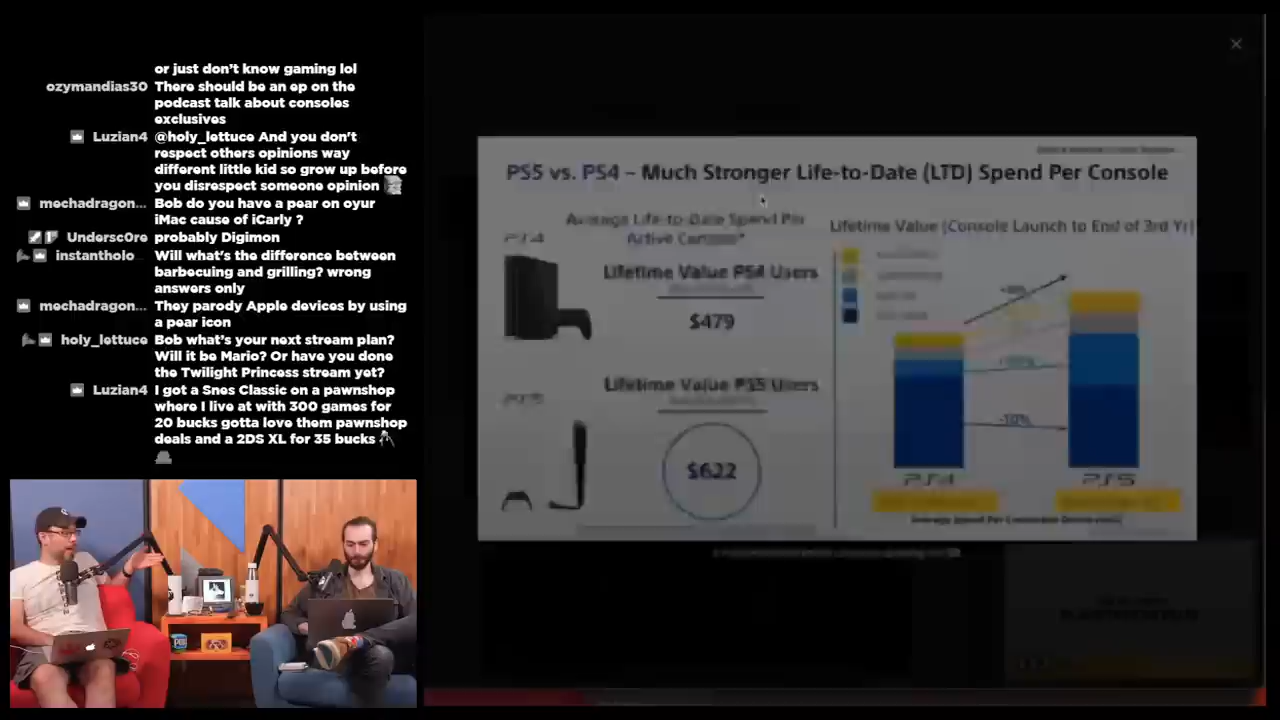 or just don't know gaming lol
ozymandias30 There should be an ep on the
podcast talk about consoles
exclusives
Luzian4 @holy_lettuce And you don't
respect others opinions way
different little kid so grow up before
you disrespect someone opinion
mechadragon... Bob do you have a pear on oyur
iMac cause of iCarly ?
Undersc0re probably Digimon
instantholo... Will what's the difference between
barbecuing and grilling? wrong
answers only
mechadragon... They parody Apple devices by using
a pear icon
holy_lettuce Bob what's your next stream plan?
Will it be Mario? Or have you done
the Twilight Princess stream yet?
Luzian4 I got a Snes Classic on a pawnshop
where I live at with 300 games for
20 bucks gotta love them pawnshop
deals and a 2DS XL for 35 bucks
PS5 vs. PS4 – Much Stronger Life-to-Date (LTD) Spend Per Console
Average Life-to-Date Spend Per
Active Console*
PS4
Lifetime Value PS4 Users
$479
PS5
Lifetime Value PS5 Users
$622
Lifetime Value (Console Launch to End of 3rd Yr)
PS4
PS5